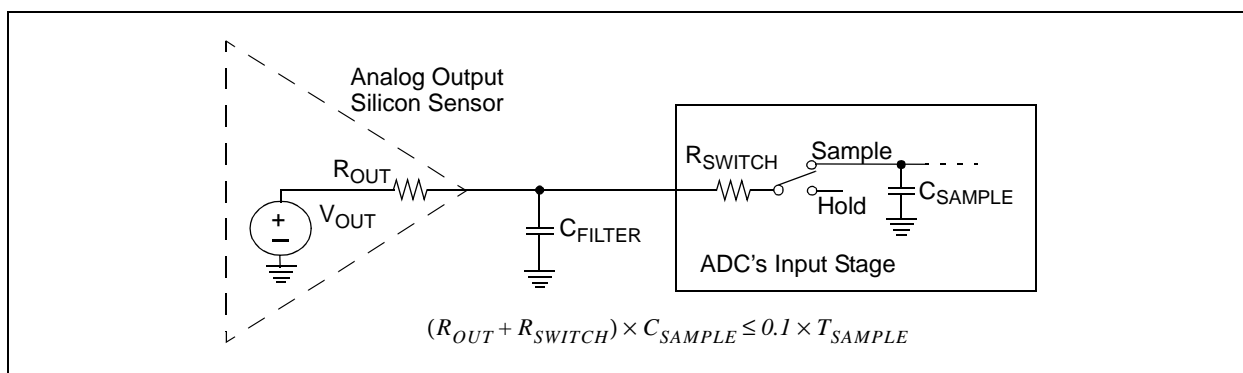 Analog Output
Silicon Sensor
R_OUT
V_OUT
+
–
C_FILTER
R_SWITCH
Sample
Hold
C_SAMPLE
ADC's Input Stage
(R_OUT + R_SWITCH) × C_SAMPLE ≤ 0.1 × T_SAMPLE